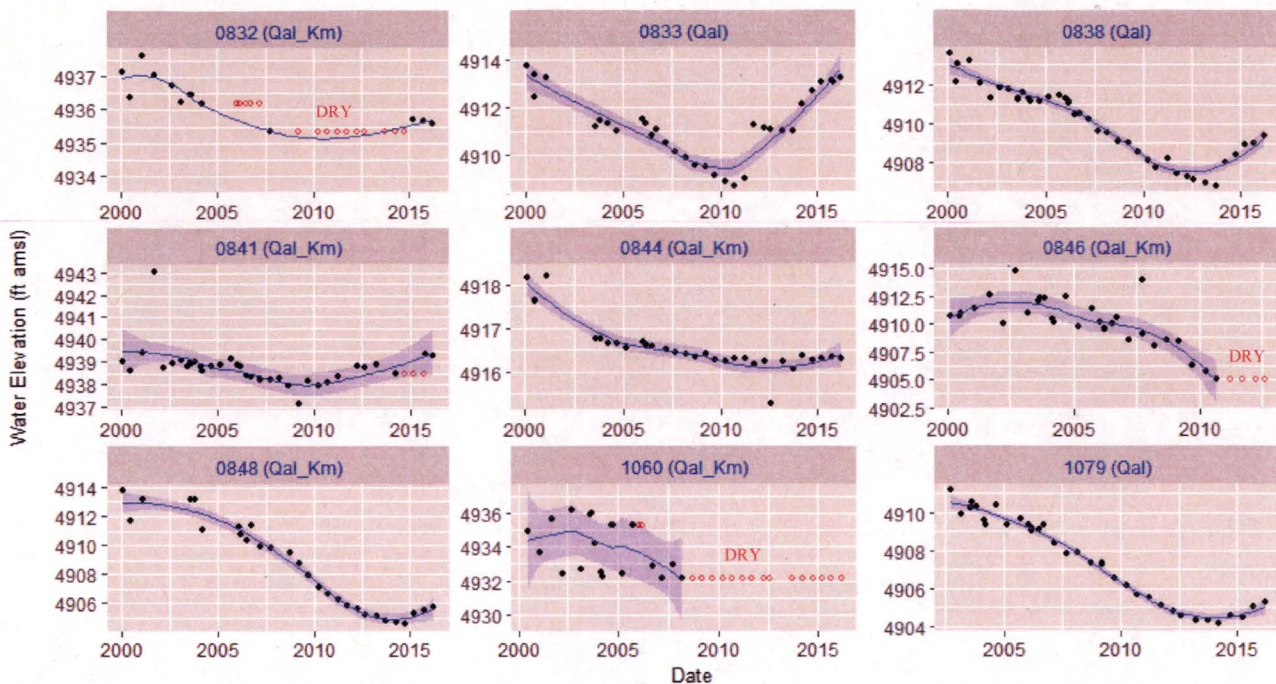 0832 (Qal_Km)
0833 (Qal)
0838 (Qal)
4937
4936
4935
4934
DRY
2000 2005 2010 2015
4914
4912
4910
2000 2005 2010 2015
4912
4910
4908
2000 2005 2010 2015
Water Elevation (ft amsl)
0841 (Qal_Km)
0844 (Qal_Km)
0846 (Qal_Km)
4943
4942
4941
4940
4939
4938
4937
2000 2005 2010 2015
4918
4917
4916
2000 2005 2010 2015
4915.0
4912.5
4910.0
4907.5
4905.0
4902.5
DRY
2000 2005 2010
0848 (Qal_Km)
1060 (Qal_Km)
1079 (Qal)
4914
4912
4910
4908
4906
2000 2005 2010 2015
4936
4934
4932
4930
DRY
2000 2005 2010 2015
4910
4908
4906
4904
2005 2010 2015
Date